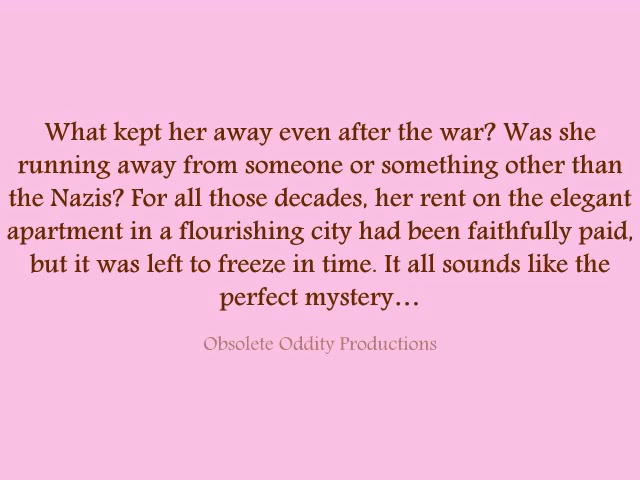 What kept her away even after the war? Was she
running away from someone or something other than
the Nazis? For all those decades, her rent on the elegant
apartment in a flourishing city had been faithfully paid,
but it was left to freeze in time. It all sounds like the
perfect mystery…
Obsolete Oddity Productions